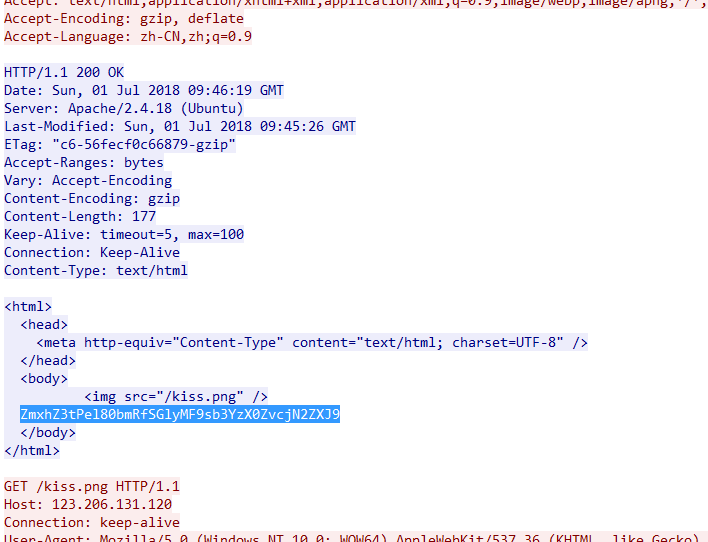 Accept: text/html,application/xhtml+xml,application/xml;q=0.9,image/webp,image/apng,*/*,
Accept-Encoding: gzip, deflate
Accept-Language: zh-CN,zh;q=0.9
HTTP/1.1 200 OK
Date: Sun, 01 Jul 2018 09:46:19 GMT
Server: Apache/2.4.18 (Ubuntu)
Last-Modified: Sun, 01 Jul 2018 09:45:26 GMT
ETag: "c6-56fecf0c66879-gzip"
Accept-Ranges: bytes
Vary: Accept-Encoding
Content-Encoding: gzip
Content-Length: 177
Keep-Alive: timeout=5, max=100
Connection: Keep-Alive
Content-Type: text/html
<html>
<head>
<meta http-equiv="Content-Type" content="text/html; charset=UTF-8" />
</head>
<body>
<img src="/kiss.png" />
ZmxhZ3tPel80bmRfSGlyMF9sb3YzX0ZvcjN2ZXJ9
</body>
</html>
GET /kiss.png HTTP/1.1
Host: 123.206.131.120
Connection: keep-alive
User-Agent: Mozilla/5.0 (Windows NT 10.0; WOW64) AppleWebKit/537.36 (KHTML, like Gecko)